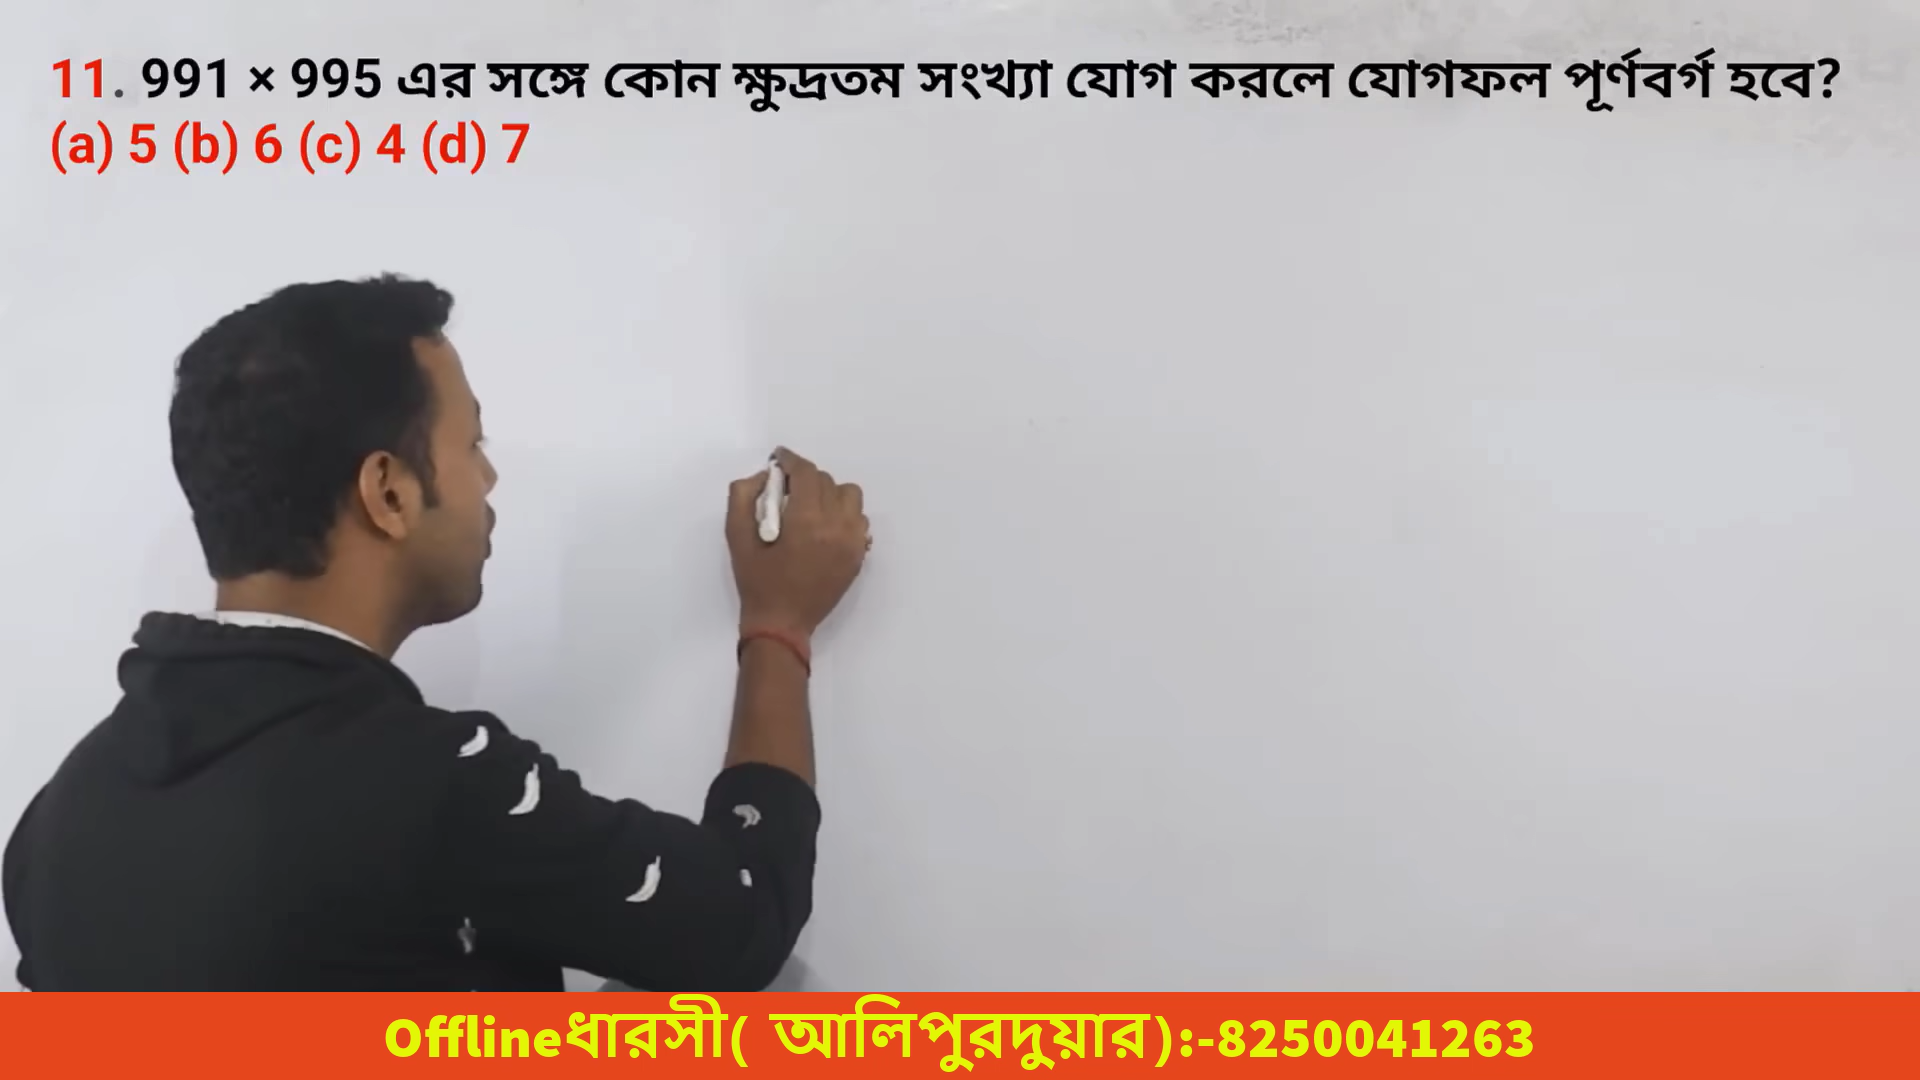 11. 991 × 995 এর সঙ্গে কোন ক্ষুদ্রতম সংখ্যা যোগ করলে যোগফল পূর্ণবর্গ হবে?
(a) 5 (b) 6 (c) 4 (d) 7
Offlineধারসী( আলিপুরদুয়ার):-8250041263